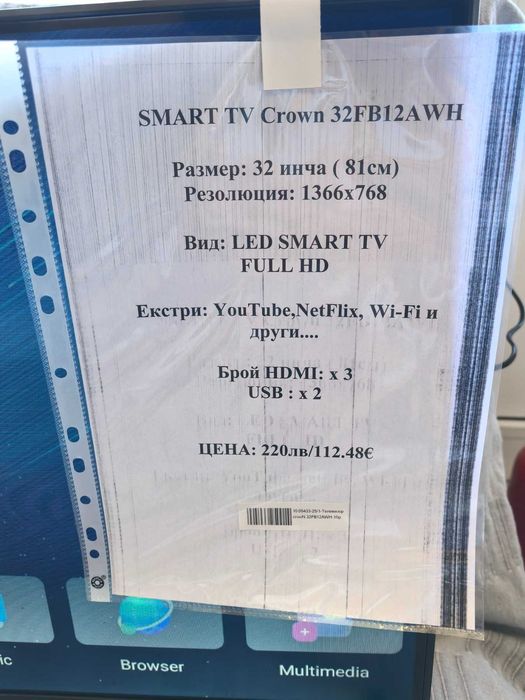 SMART TV Crown 32FB12AWH
Размер: 32 инча ( 81см)
Резолюция: 1366x768
Вид: LED SMART TV
FULL HD
Екстри: YouTube,NetFlix, Wi-Fi и
други....
Брой HDMI: x 3
USB : x 2
ЦЕНА: 220лв/112.48€
ic
Browser
Multimedia